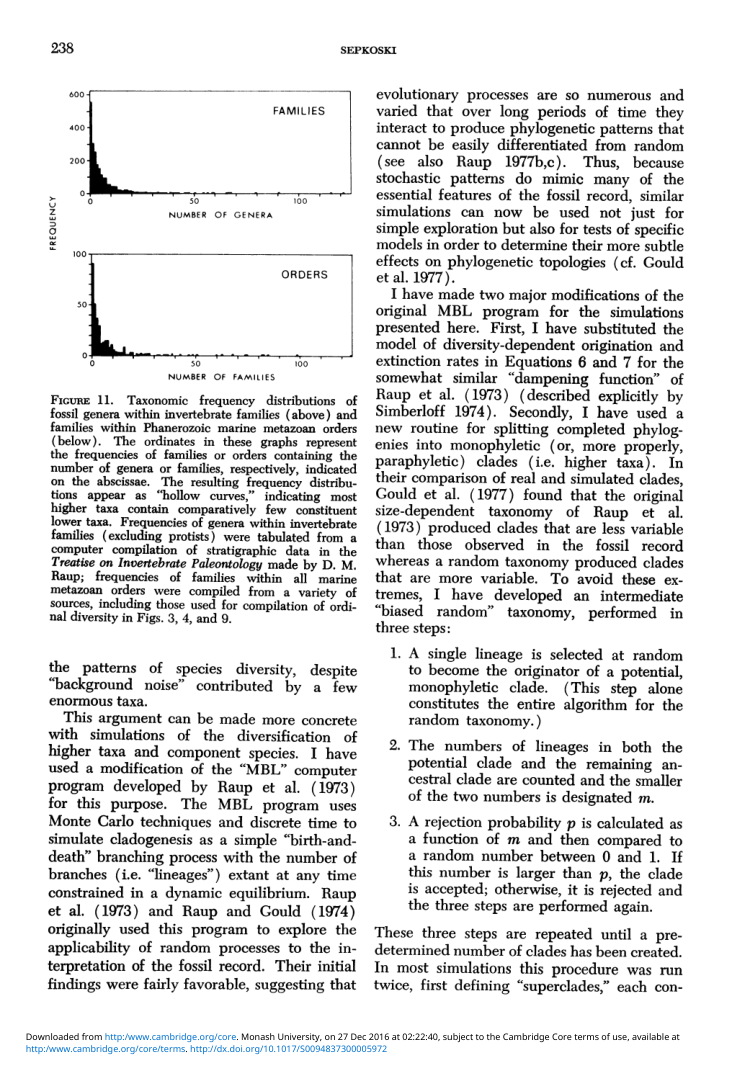 238
SEPKOSKI
600
400
200
0
FAMILIES
0
50
100
NUMBER OF GENERA
FREQUENCY
100
50
0
ORDERS
0
50
100
NUMBER OF FAMILIES
FIGURE 11. Taxonomic frequency distributions of
fossil genera within invertebrate families (above) and
families within Phanerozoic marine metazoan orders
(below). The ordinates in these graphs represent
the frequencies of families or orders containing the
number of genera or families, respectively, indicated
on the abscissae. The resulting frequency distribu-
tions appear as "hollow curves," indicating most
higher taxa contain comparatively few constituent
lower taxa. Frequencies of genera within invertebrate
families (excluding protists) were tabulated from a
computer compilation of stratigraphic data in the
Treatise on Invertebrate Paleontology made by D. M.
Raup; frequencies of families within all marine
metazoan orders were compiled from a variety of
sources, including those used for compilation of ordi-
nal diversity in Figs. 3, 4, and 9.
the patterns of species diversity, despite
"background noise" contributed by a few
enormous taxa.
This argument can be made more concrete
with simulations of the diversification of
higher taxa and component species. I have
used a modification of the "MBL" computer
program developed by Raup et al. (1973)
for this purpose. The MBL program uses
Monte Carlo techniques and discrete time to
simulate cladogenesis as a simple "birth-and-
death" branching process with the number of
branches (i.e. "lineages") extant at any time
constrained in a dynamic equilibrium. Raup
et al. (1973) and Raup and Gould (1974)
originally used this program to explore the
applicability of random processes to the in-
terpretation of the fossil record. Their initial
findings were fairly favorable, suggesting that
evolutionary processes are so numerous and
varied that over long periods of time they
interact to produce phylogenetic patterns that
cannot be easily differentiated from random
(see also Raup 1977b,c). Thus, because
stochastic patterns do mimic many of the
essential features of the fossil record, similar
simulations can now be used not just for
simple exploration but also for tests of specific
models in order to determine their more subtle
effects on phylogenetic topologies (cf. Gould
et al. 1977).
I have made two major modifications of the
original MBL program for the simulations
presented here. First, I have substituted the
model of diversity-dependent origination and
extinction rates in Equations 6 and 7 for the
somewhat similar "dampening function" of
Raup et al. (1973) (described explicitly by
Simberloff 1974). Secondly, I have used a
new routine for splitting completed phylog-
enies into monophyletic (or, more properly,
paraphyletic) clades (i.e. higher taxa). In
their comparison of real and simulated clades,
Gould et al. (1977) found that the original
size-dependent taxonomy of Raup et al.
(1973) produced clades that are less variable
than those observed in the fossil record
whereas a random taxonomy produced clades
that are more variable. To avoid these ex-
tremes, I have developed an intermediate
"biased random" taxonomy, performed in
three steps:
1. A single lineage is selected at random
to become the originator of a potential,
monophyletic clade. (This step alone
constitutes the entire algorithm for the
random taxonomy.)
2. The numbers of lineages in both the
potential clade and the remaining an-
cestral clade are counted and the smaller
of the two numbers is designated m.
3. A rejection probability p is calculated as
a function of m and then compared to
a random number between 0 and 1. If
this number is larger than p, the clade
is accepted; otherwise, it is rejected and
the three steps are performed again.
These three steps are repeated until a pre-
determined number of clades has been created.
In most simulations this procedure was run
twice, first defining "superclades," each con-
Downloaded from http:/www.cambridge.org/core. Monash University, on 27 Dec 2016 at 02:22:40, subject to the Cambridge Core terms of use, available at
http:/www.cambridge.org/core/terms. http://dx.doi.org/10.1017/S0094837300005972